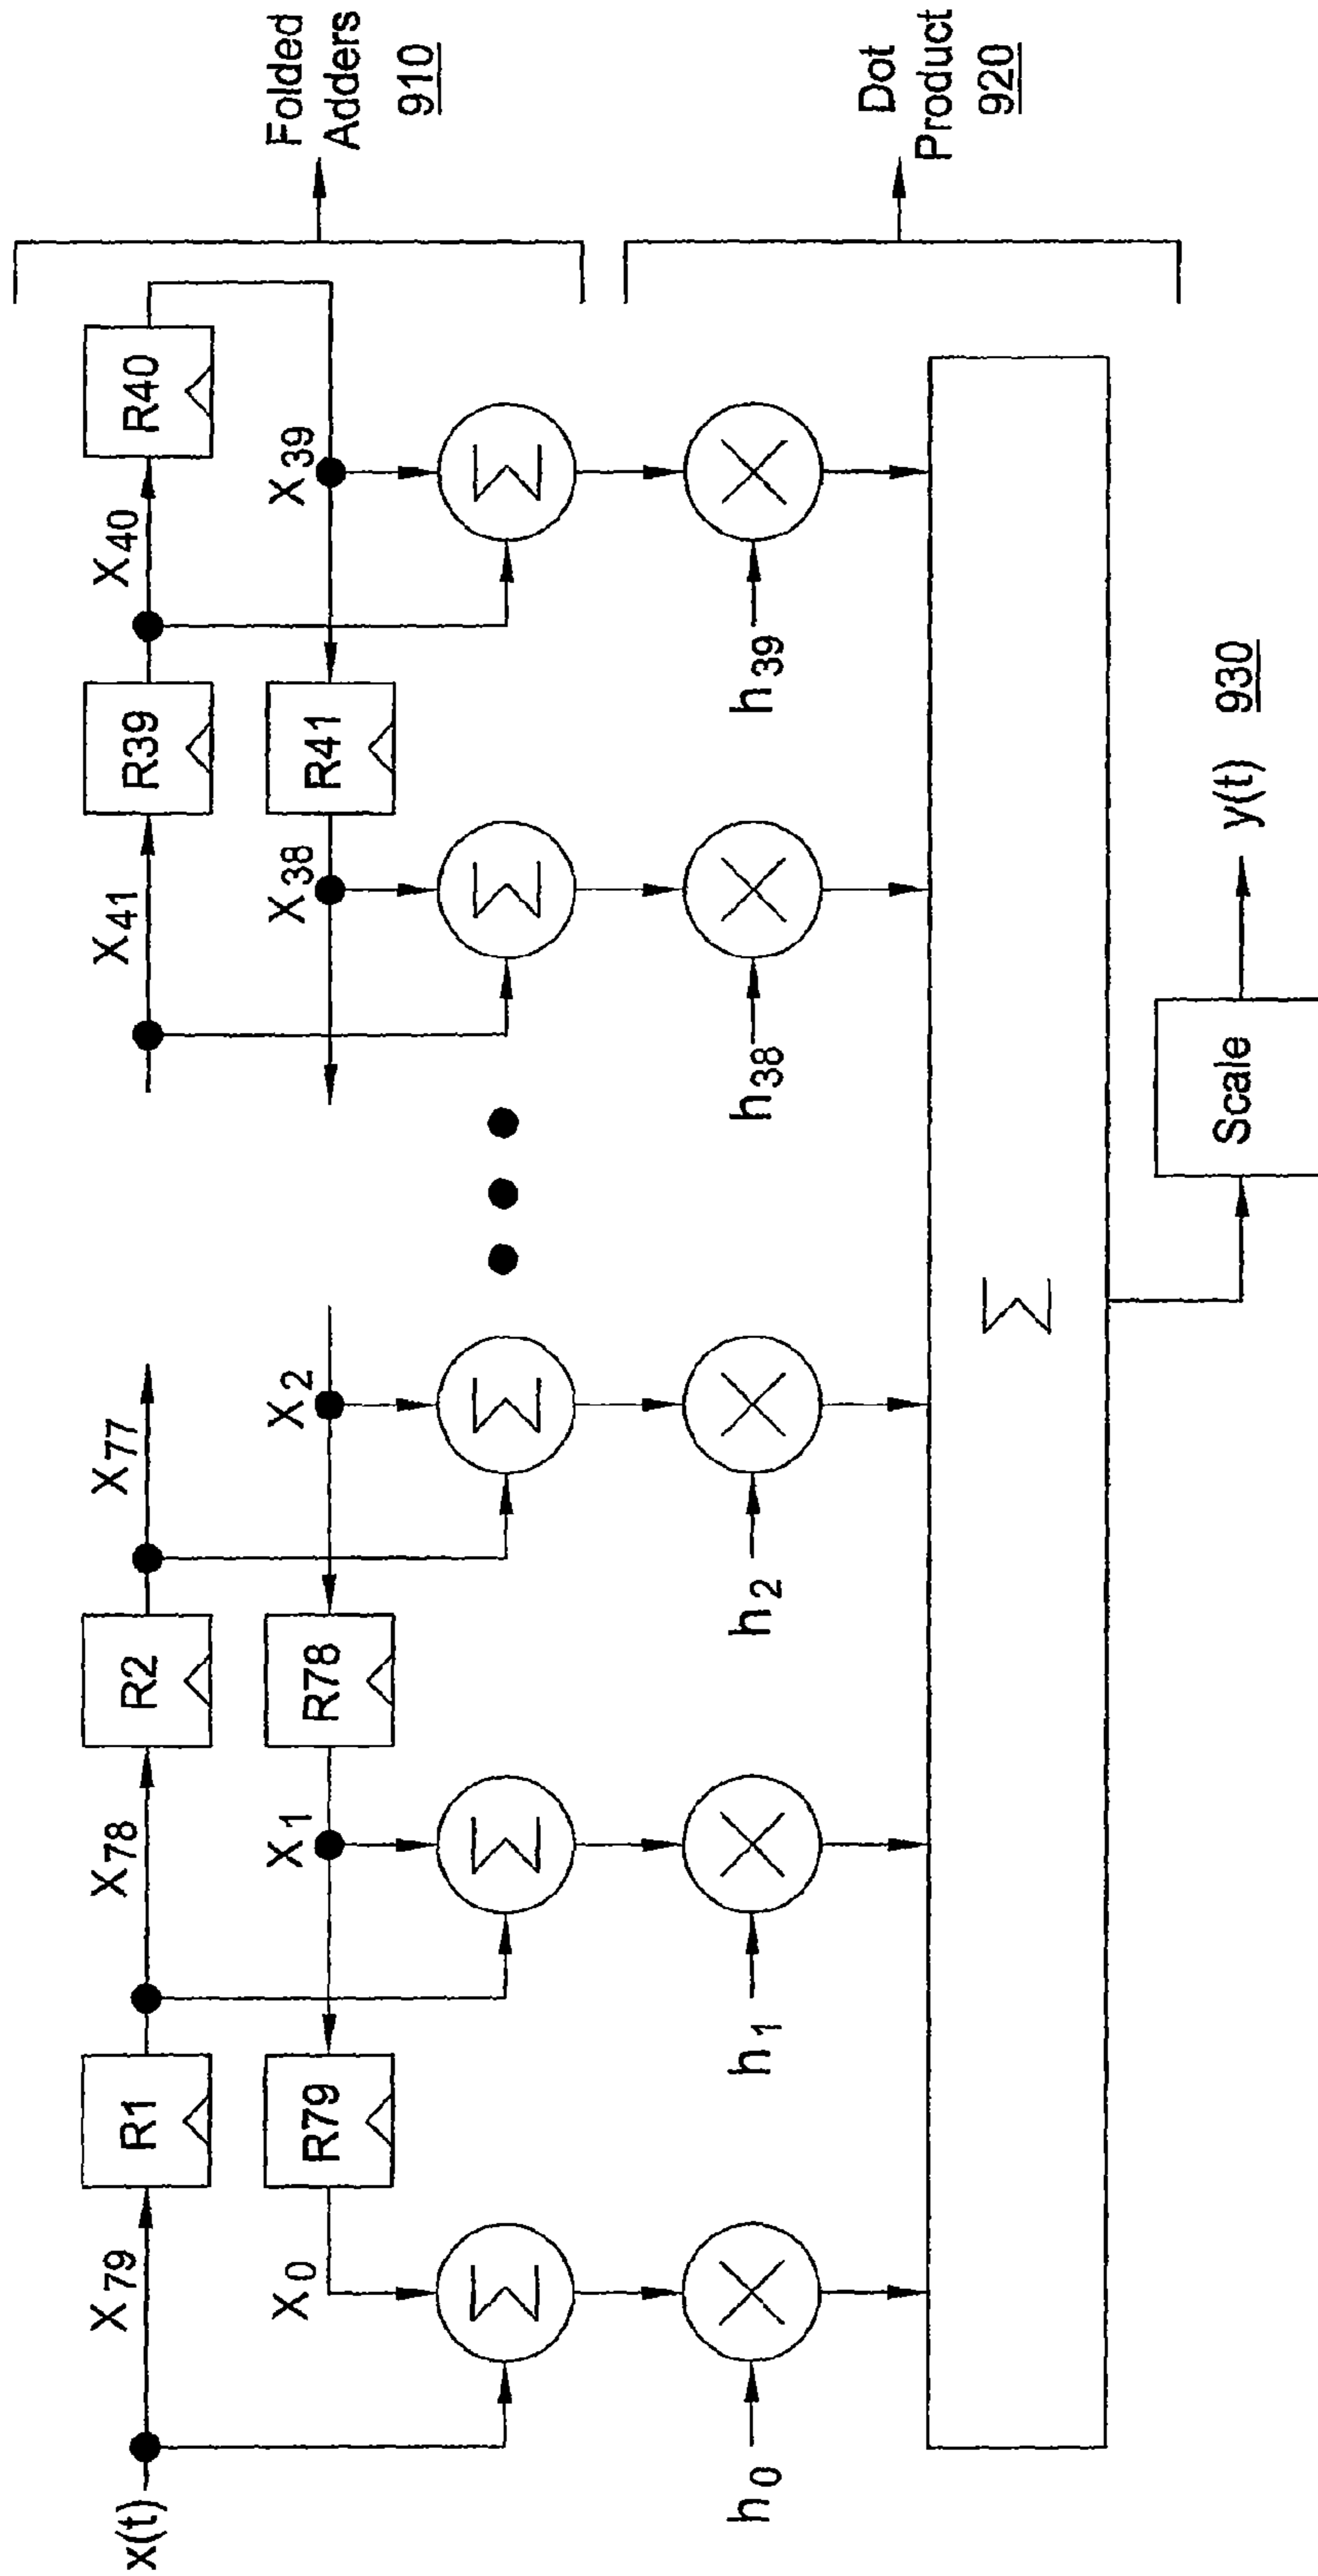 x(t)
X79
R1
X78
R2
X77
X41
R39
X40
R40
X0
R79
X1
R78
X2
X38
R41
X39
Folded
Adders
910
Σ
Σ
Σ
Σ
Σ
h0
h1
h2
h38
h39
Dot
Product
920
Σ
Scale
y(t)
930